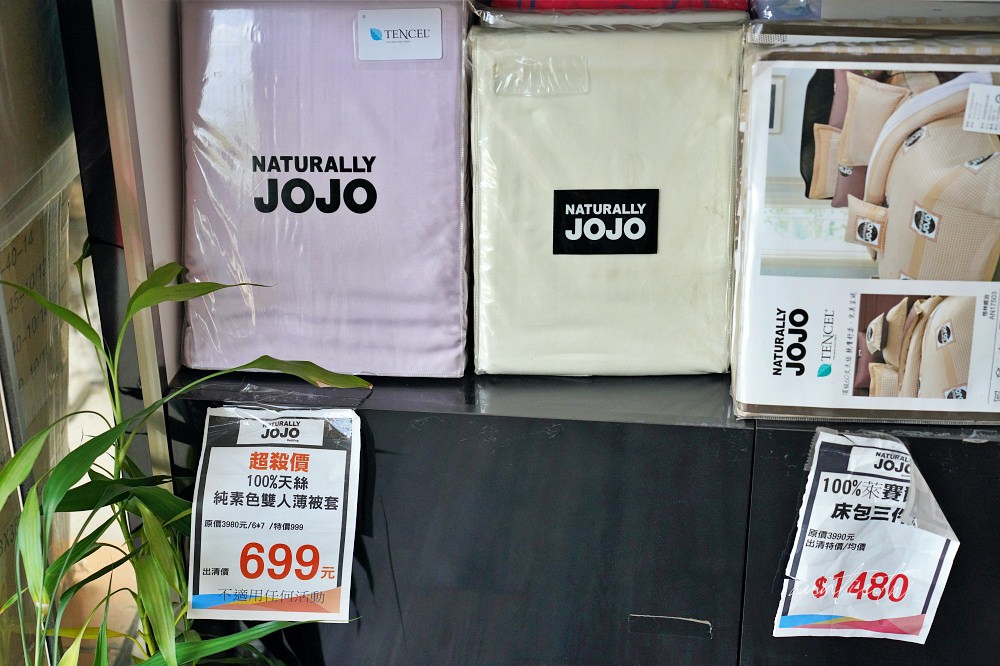 TENCEL
NATURALLY
JOJO
NATURALLY
JOJO
NATURALLY
JOJO
TENCEL
AN17503
NATURALLY
JOJO
超殺價
100%天絲
純素色雙人薄被套
原價3980元/6*7 /特價999
出清價 699元
不適用任何活動
NATURAL
JOJO
100%萊賽
床包三件
原價3990元
出清特價/均價
$1480